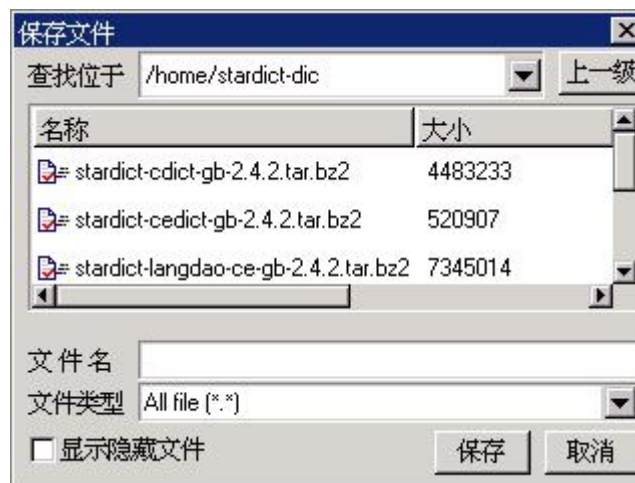 保存文件
查找位于 /home/stardict-dic 上一级
名称 大小
stardict-cdict-gb-2.4.2.tar.bz2 4483233
stardict-cedict-gb-2.4.2.tar.bz2 520907
stardict-langdao-ce-gb-2.4.2.tar.bz2 7345014
文件名
文件类型 All file (*.*)
显示隐藏文件 保存 取消